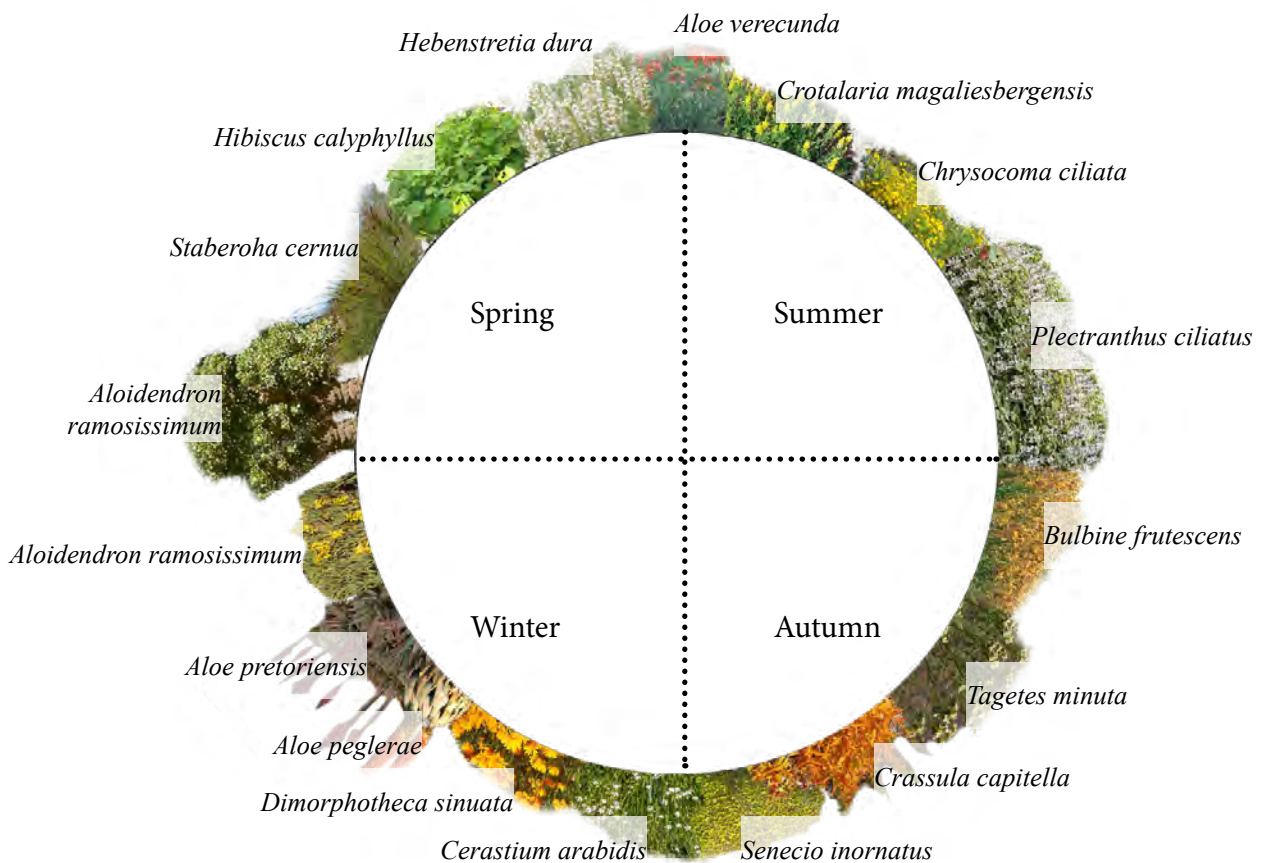 Aloe verecunda
Hebenstretia dura
Crotalaria magaliesbergensis
Hibiscus calyphyllus
Chrysocoma ciliata
Staberoha cernua
Spring
Summer
Plectranthus ciliatus
Aloidendron
ramosissimum
Bulbine frutescens
Aloidendron ramosissimum
Winter
Autumn
Aloe pretoriensis
Tagetes minuta
Aloe peglerae
Crassula capitella
Dimorphotheca sinuata
Cerastium arabidis
Senecio inornatus